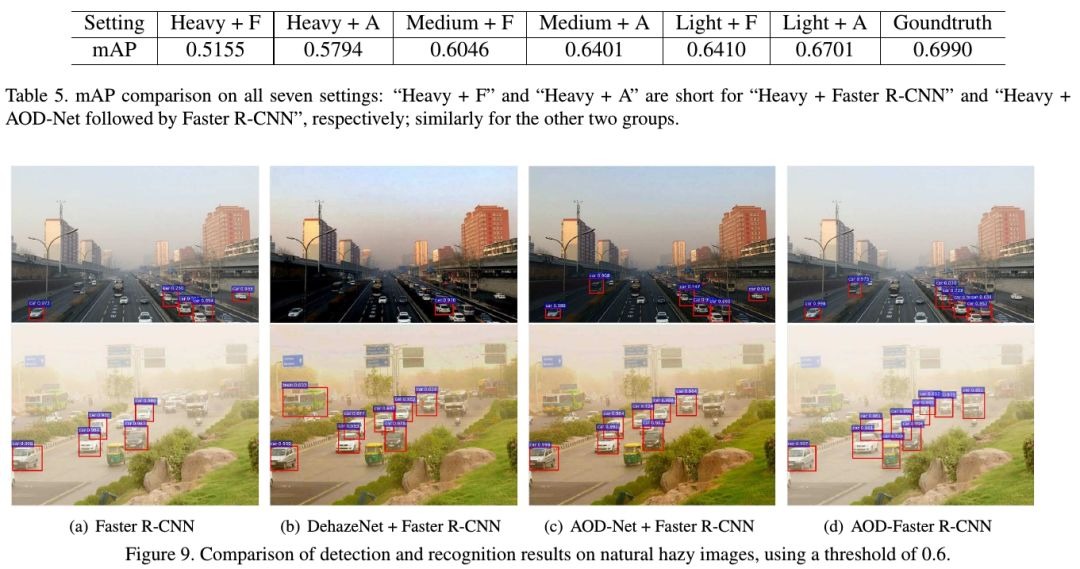 Setting Heavy + F Heavy + A Medium + F Medium + A Light + F Light + A Goundtruth
mAP 0.5155 0.5794 0.6046 0.6401 0.6410 0.6701 0.6990
Table 5. mAP comparison on all seven settings: “Heavy + F” and “Heavy + A” are short for “Heavy + Faster R-CNN” and “Heavy +
AOD-Net followed by Faster R-CNN”, respectively; similarly for the other two groups.
(a) Faster R-CNN
(b) DehazeNet + Faster R-CNN
(c) AOD-Net + Faster R-CNN
(d) AOD-Faster R-CNN
Figure 9. Comparison of detection and recognition results on natural hazy images, using a threshold of 0.6.